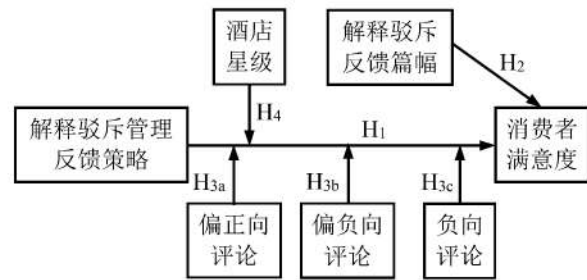 酒店
星级
解释驳斥
反馈篇幅
H2
H4
解释驳斥管理
反馈策略
H1
消费者
满意度
H3a
H3b
H3c
偏正向
评论
偏负向
评论
负向
评论